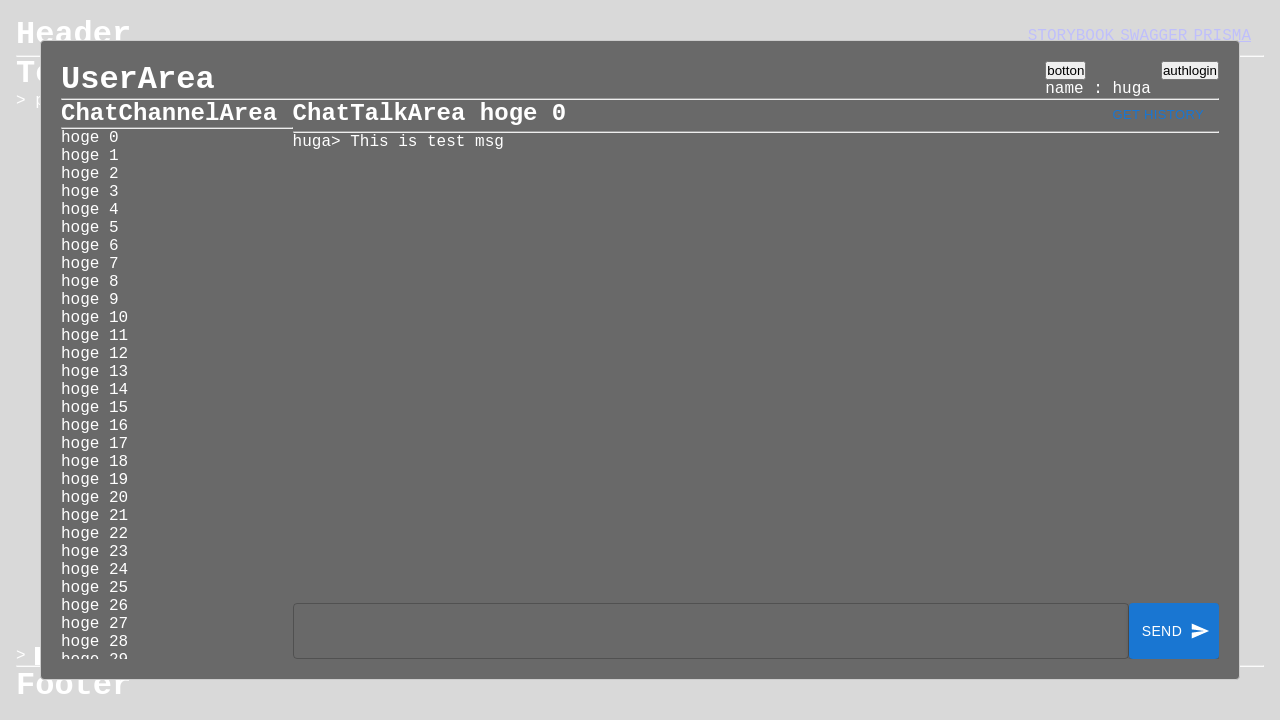 Header
STORYBOOK SWAGGER PRISMA
UserArea
botton
authlogin
name : huga
ChatChannelArea
ChatTalkArea hoge 0
GET HISTORY
huga> This is test msg
hoge 0
hoge 1
hoge 2
hoge 3
hoge 4
hoge 5
hoge 6
hoge 7
hoge 8
hoge 9
hoge 10
hoge 11
hoge 12
hoge 13
hoge 14
hoge 15
hoge 16
hoge 17
hoge 18
hoge 19
hoge 20
hoge 21
hoge 22
hoge 23
hoge 24
hoge 25
hoge 26
hoge 27
hoge 28
hoge 29
SEND
>
Footer